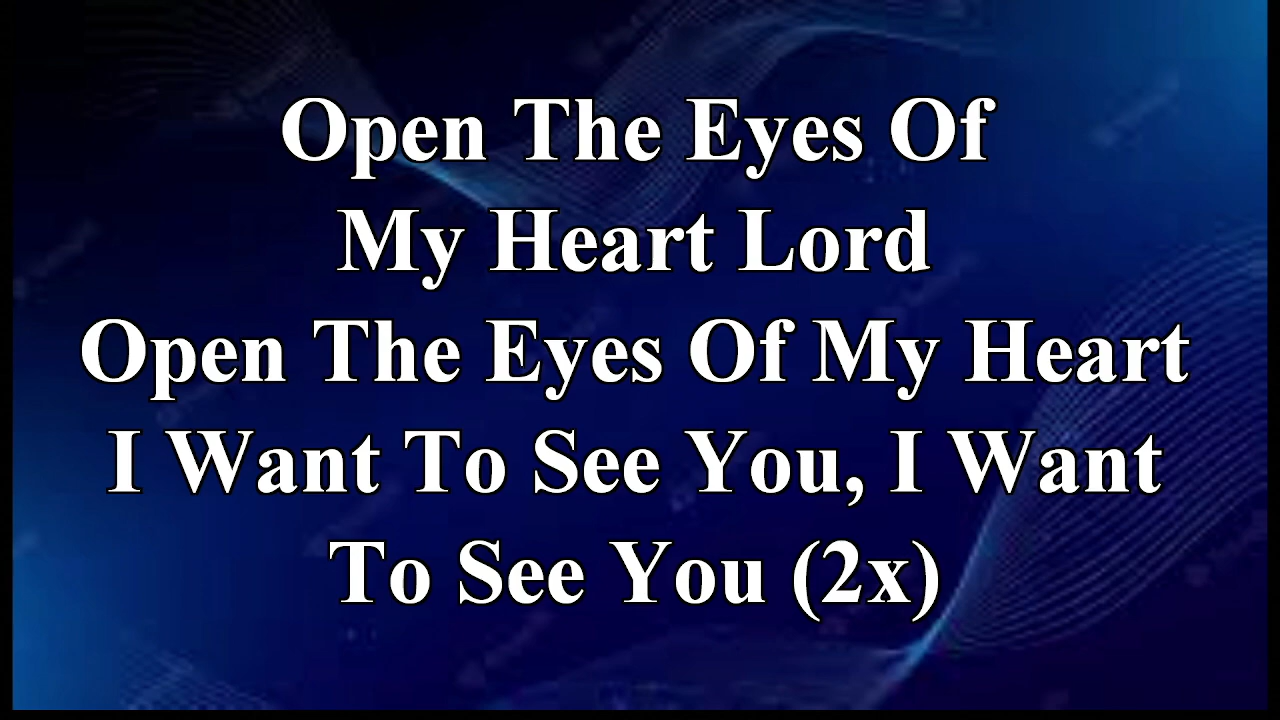 Open The Eyes Of
My Heart Lord
Open The Eyes Of My Heart
I Want To See You, I Want
To See You (2x)